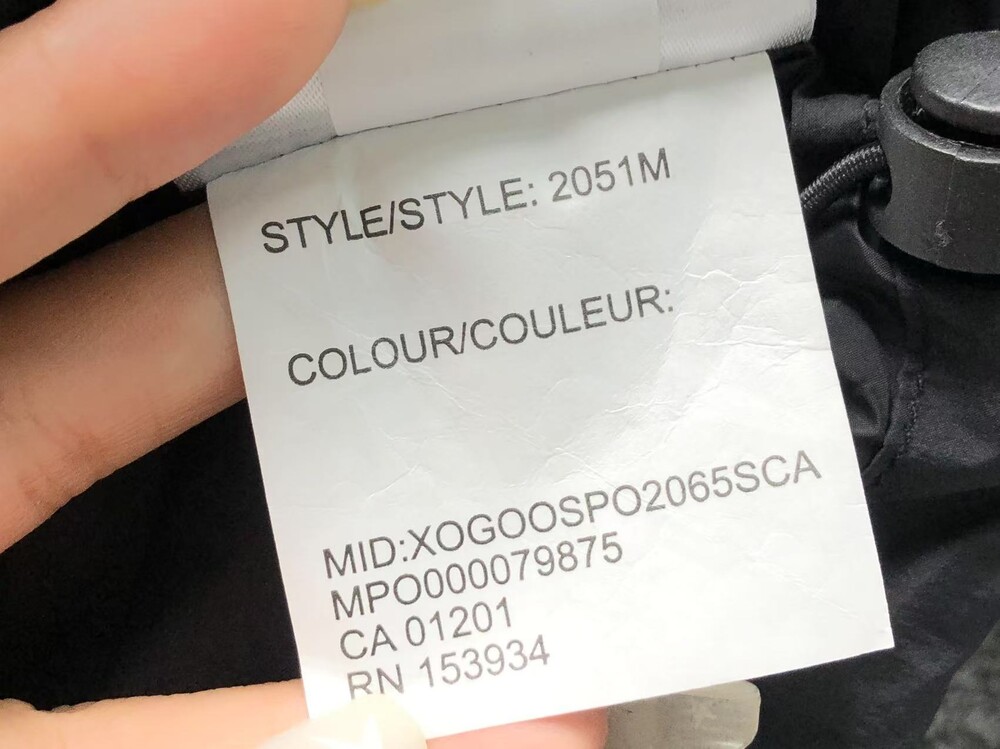 STYLE/STYLE: 2051M
COLOUR/COULEUR:
MID:XOGOOSPO2065SCA
MPO000079875
CA 01201
RN 153934